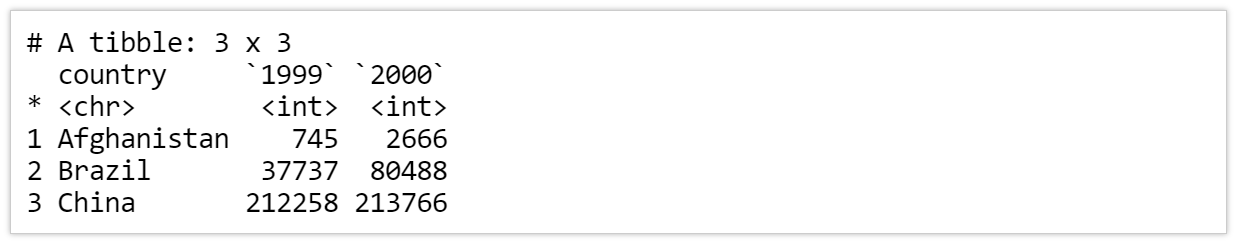 # A tibble: 3 x 3
  country     `1999` `2000`
* <chr>        <int>  <int>
1 Afghanistan    745   2666
2 Brazil       37737  80488
3 China       212258 213766